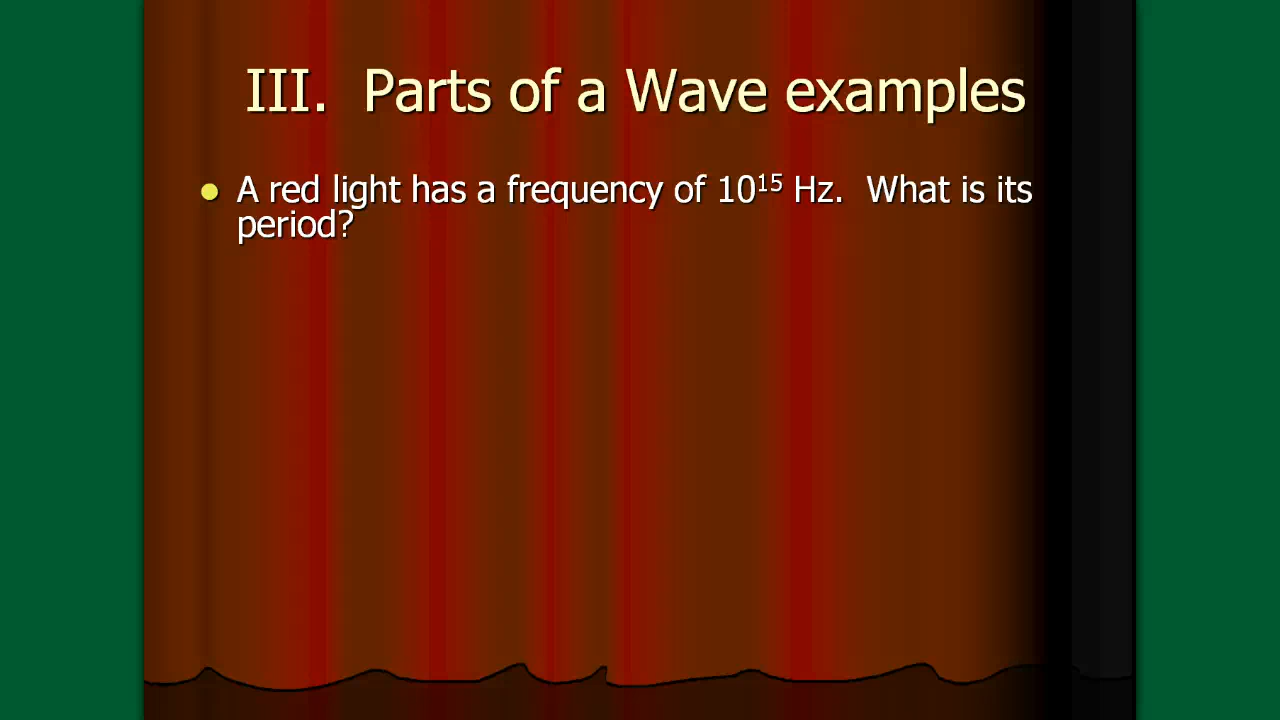 III.  Parts of a Wave examples
A red light has a frequency of 10¹⁵ Hz.  What is its
period?